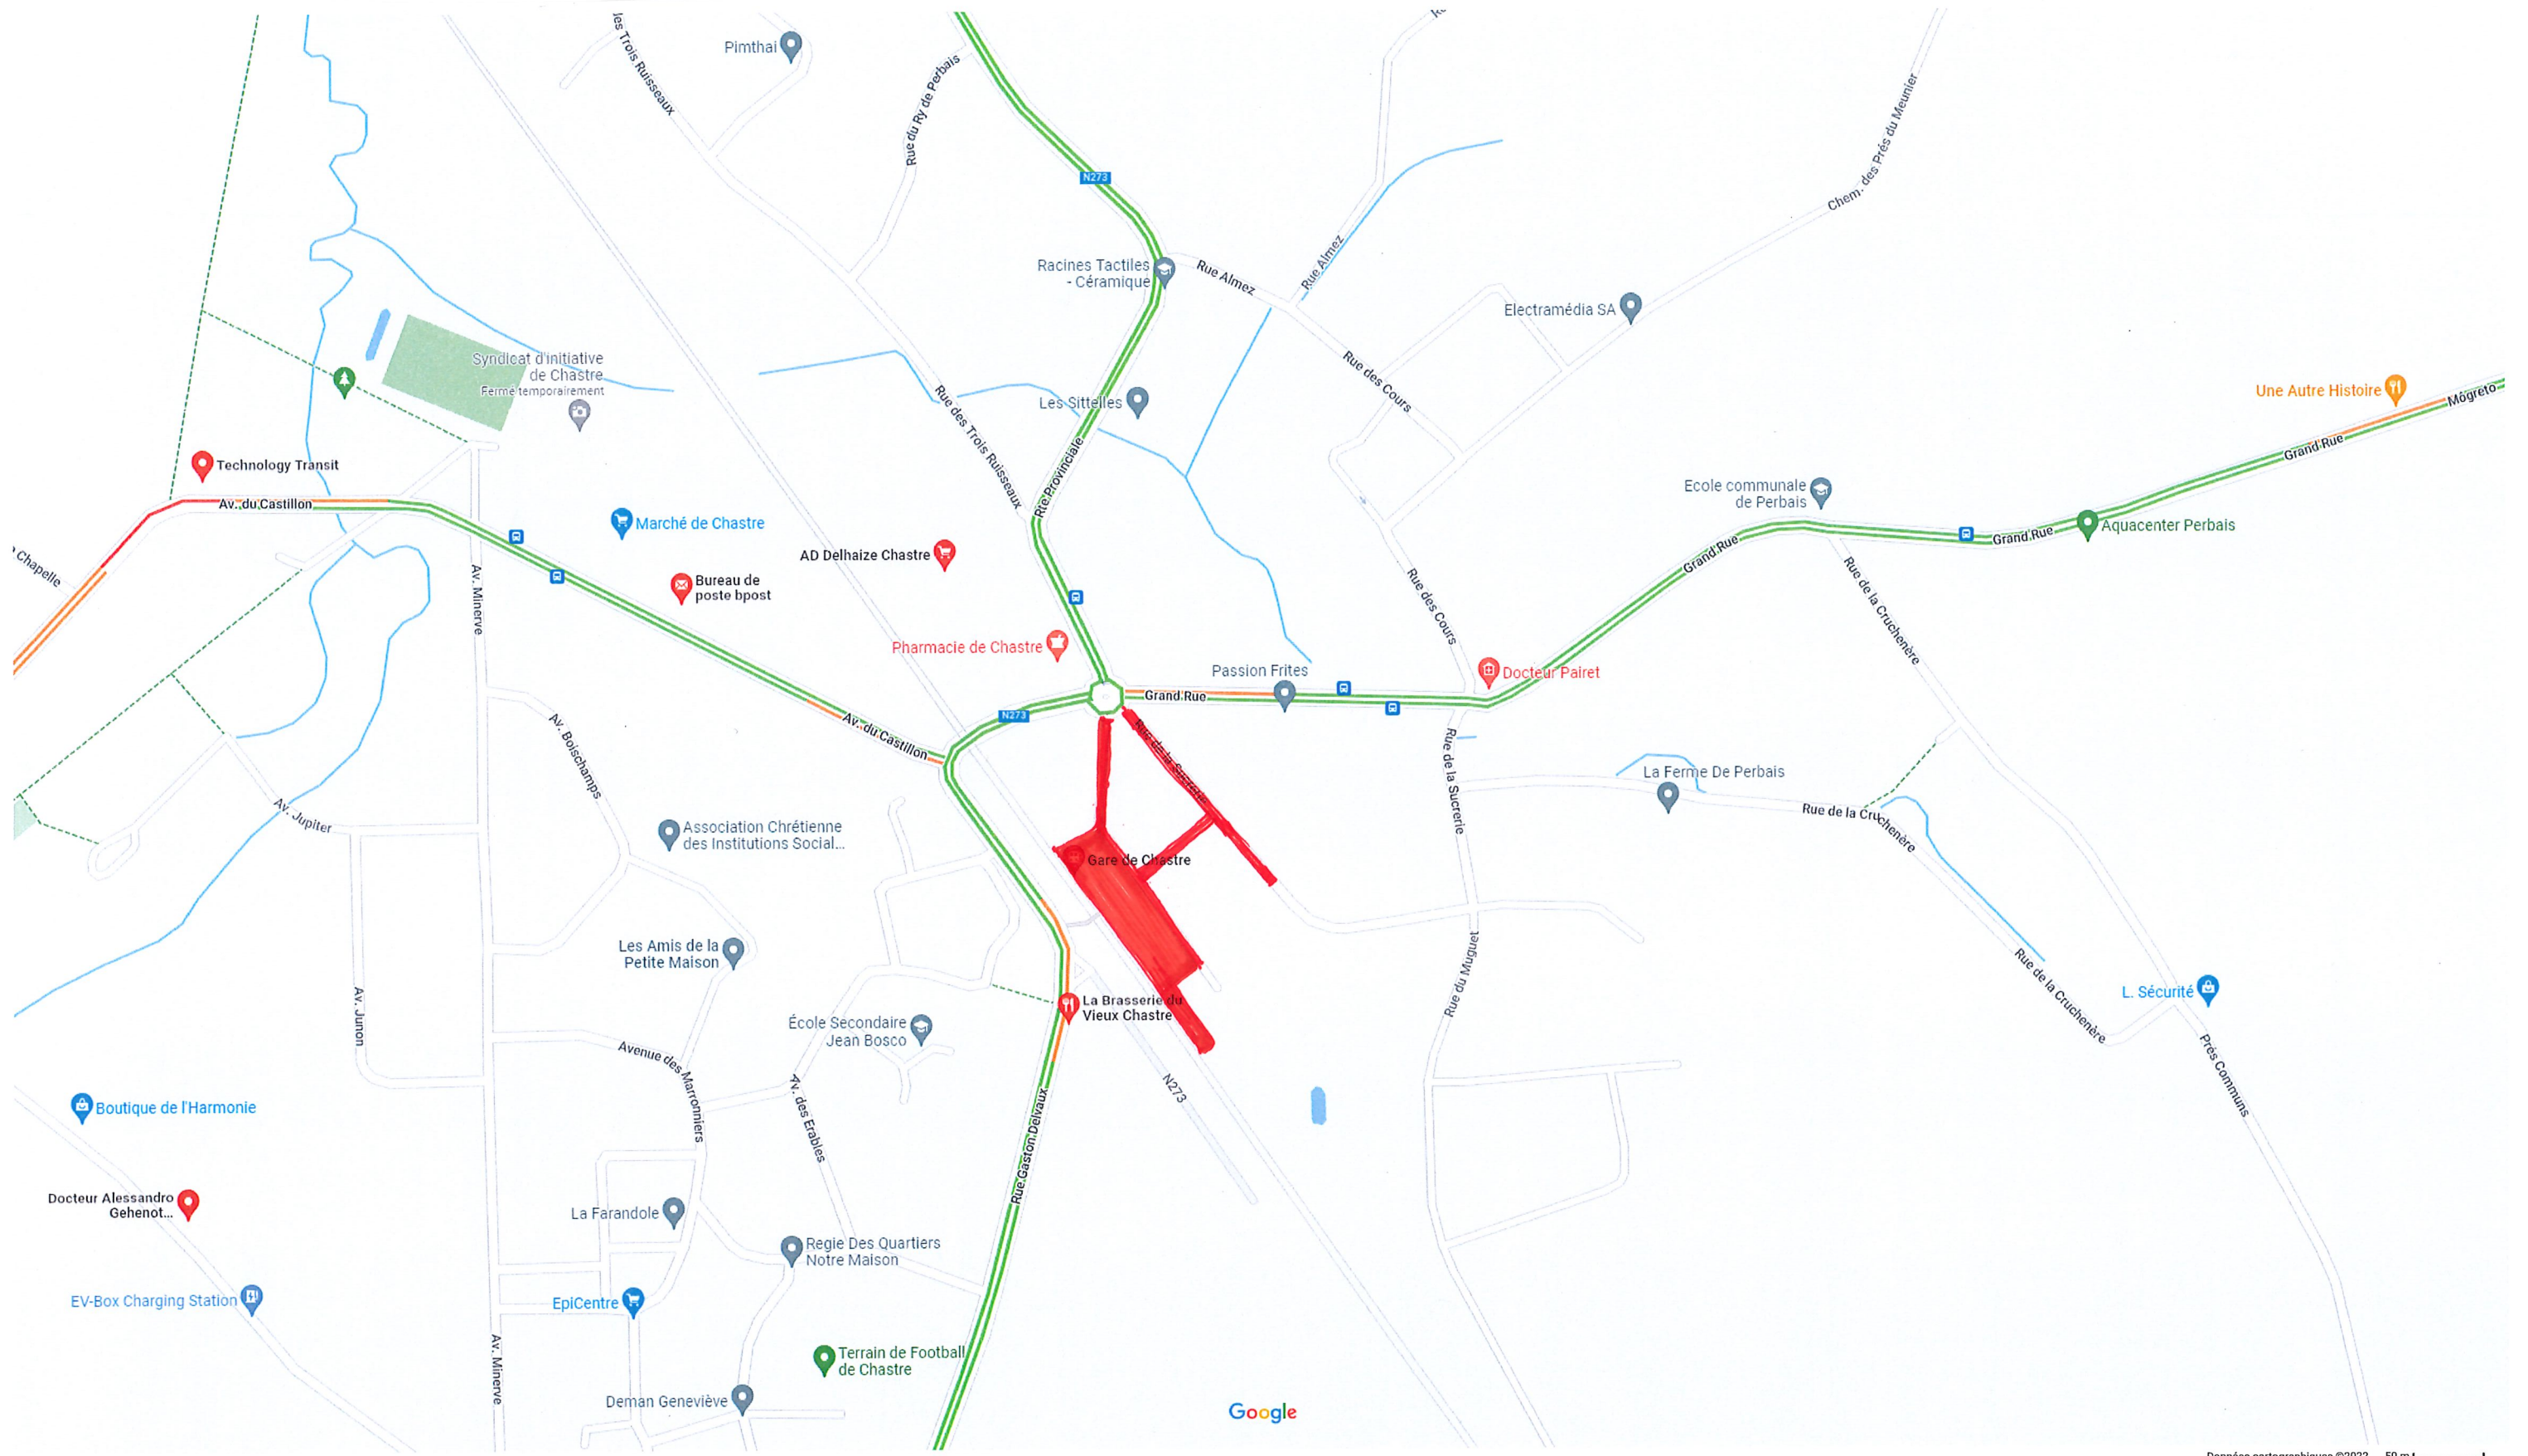 les Trois Ruisseaux
Pimthai
Rue du Ry de Perbais
N273
Chem. des Prés du Meunier
Racines Tactiles
- Céramique
Rue Almez
Rue Almez
Electramédia SA
Syndicat d'initiative
de Chastre
Fermé temporairement
Rue des Cours
Une Autre Histoire
Mogreto
Les Sittelles
Rue des Trois Ruisseaux
Rte Provinciale
Grand Rue
Technology Transit
Av. du Castillon
Ecole communale
de Perbais
Marché de Chastre
Aquacenter Perbais
Grand Rue
Grand Rue
AD Delhaize Chastre
Chapelle
Bureau de
poste bpost
Av. Minerve
Rue des Cours
Rue de la Cruchenère
Pharmacie de Chastre
Passion Frites
Docteur Pairet
Grand Rue
N273
Av. du Castillon
Rue de la Sucrerie
Av. Boischamps
Rue de la Sucrerie
La Ferme De Perbais
Av. Jupiter
Rue de la Cruchenère
Association Chrétienne
des Institutions Social...
Gare de Chastre
Les Amis de la
Petite Maison
Rue du Muguet
Rue de la Cruchenère
L. Sécurité
La Brasserie du
Vieux Chastre
Av. Junon
École Secondaire
Jean Bosco
Avenue des Marronniers
Prés Communs
N273
Boutique de l'Harmonie
Av. des Erables
Rue Gaston Delvaux
Docteur Alessandro
Gehenot...
La Farandole
Regie Des Quartiers
Notre Maison
EV-Box Charging Station
EpiCentre
Av. Minerve
Terrain de Football
de Chastre
Deman Geneviève
Google
Données cartographiques ©2022 50 m